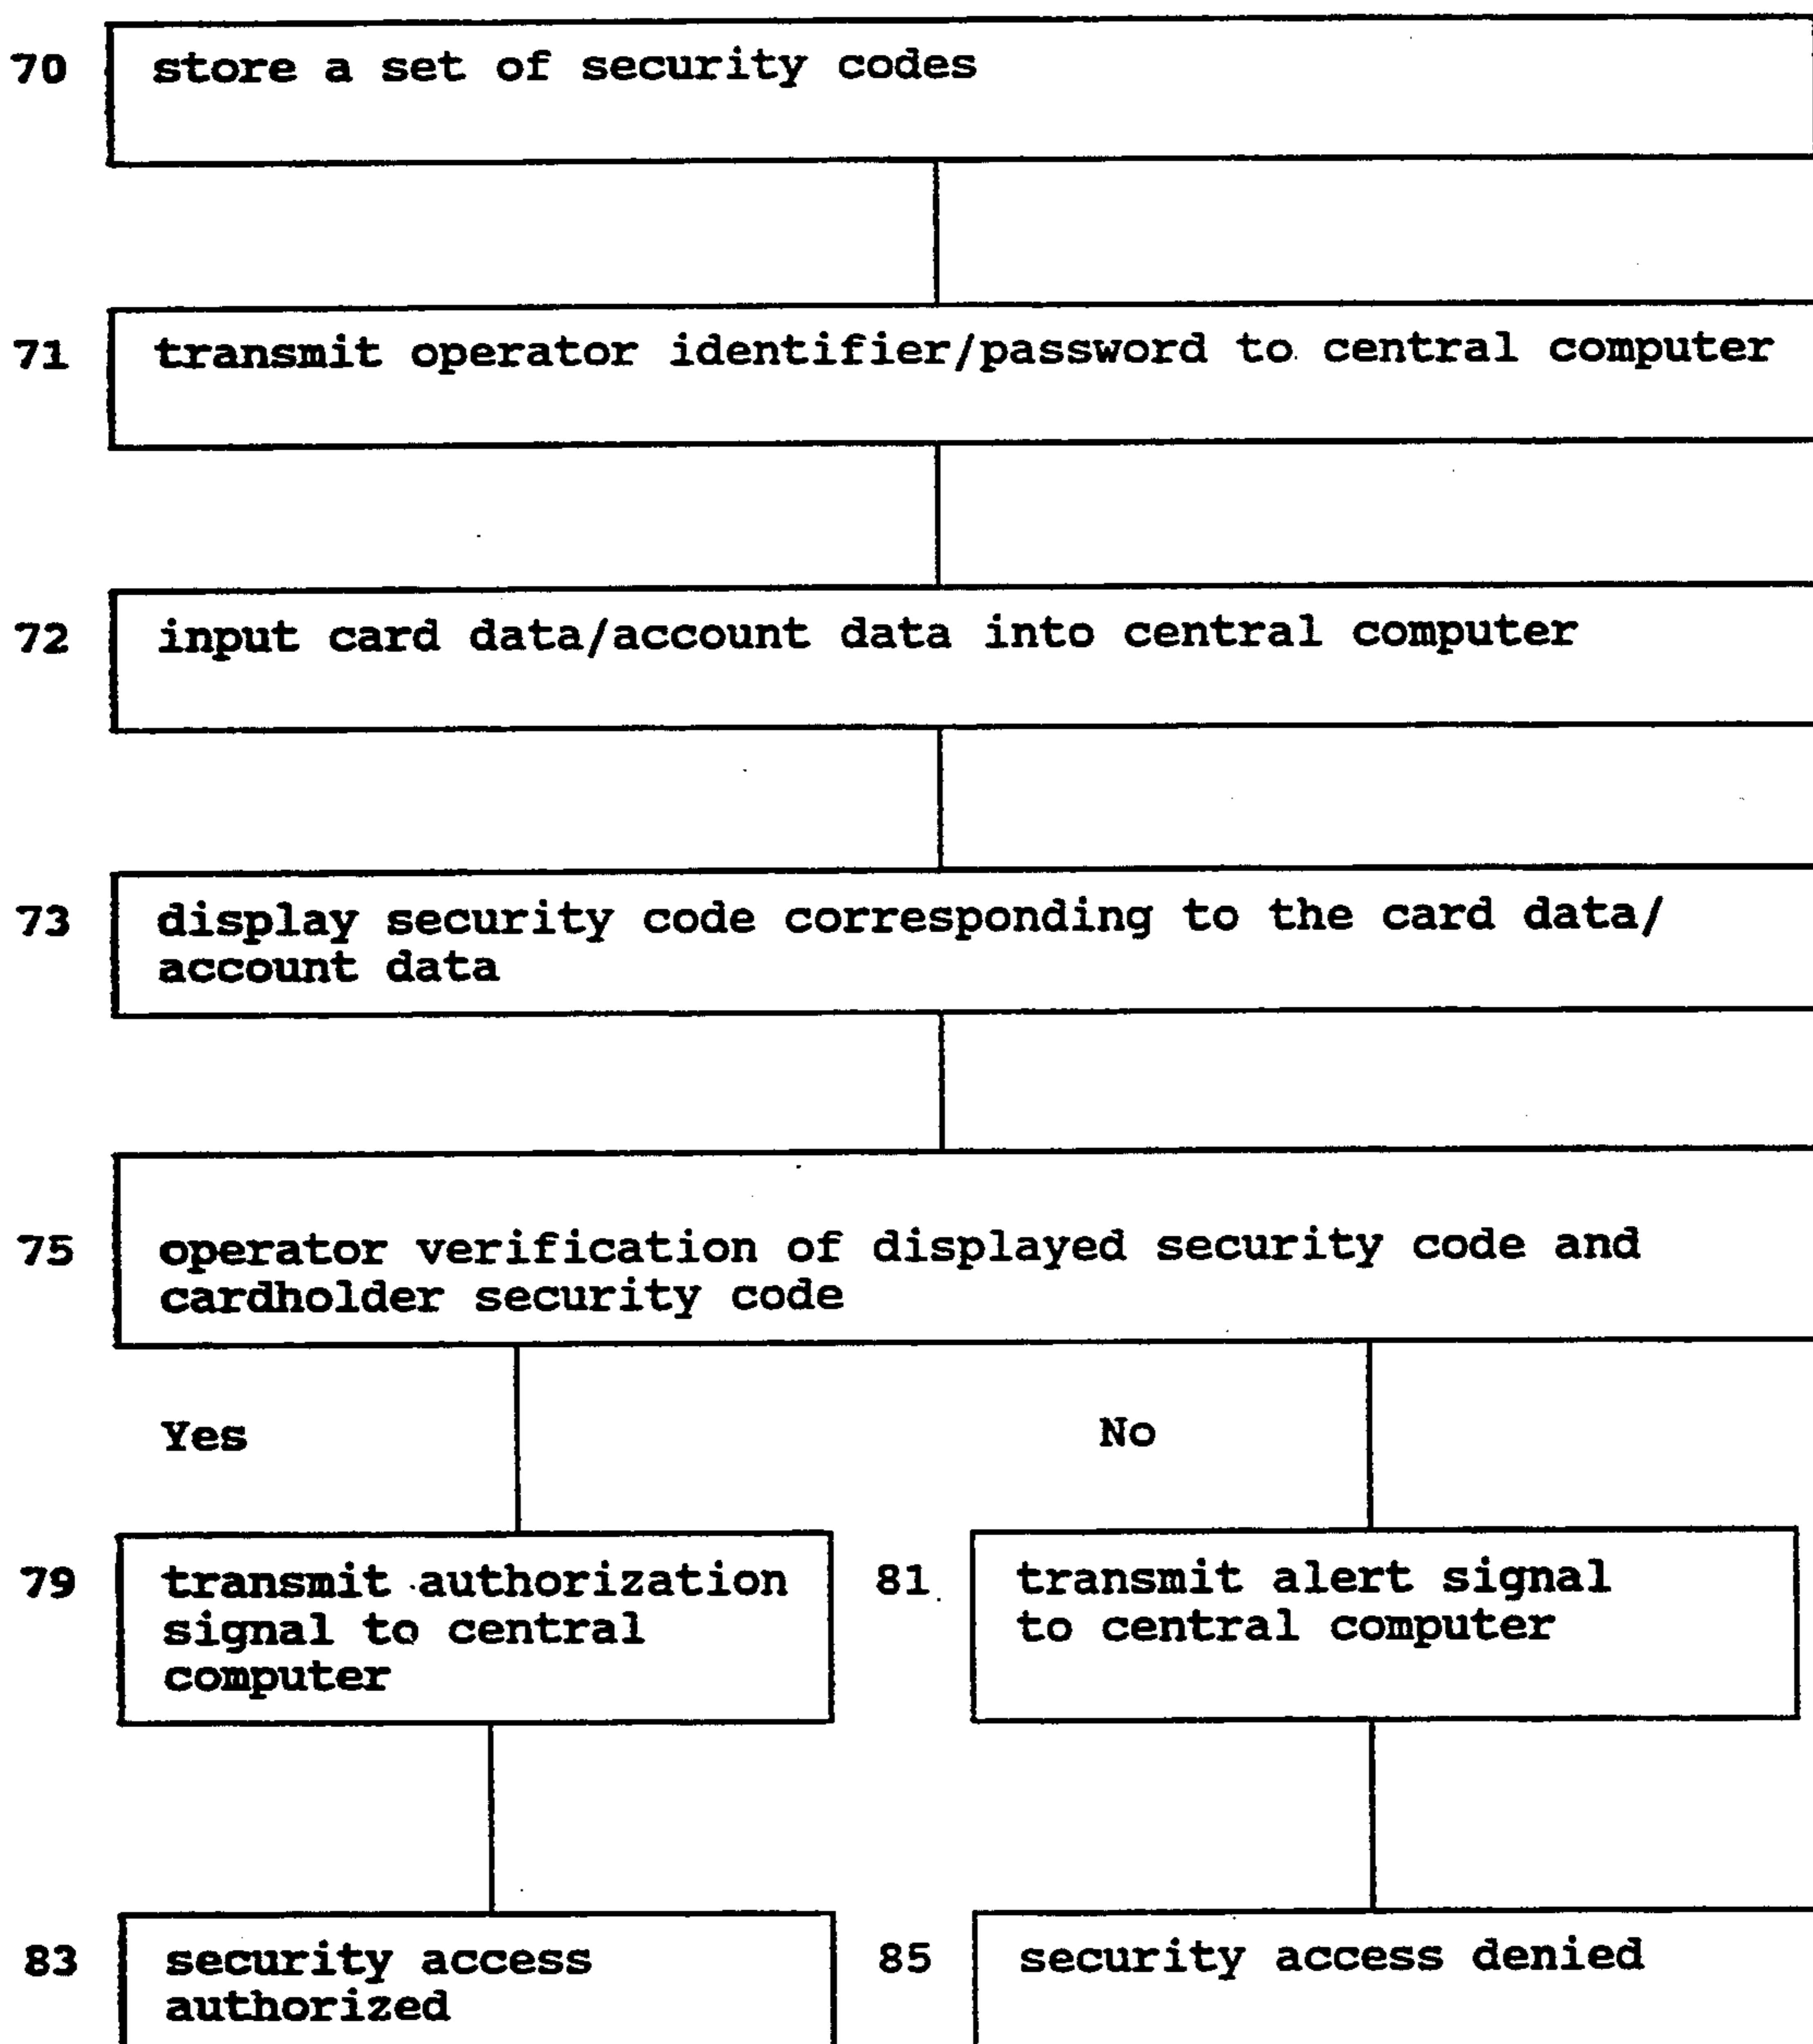 70 store a set of security codes
71 transmit operator identifier/password to central computer
72 input card data/account data into central computer
73 display security code corresponding to the card data/
account data
75 operator verification of displayed security code and
cardholder security code
Yes No
79 transmit authorization
signal to central
computer
81 transmit alert signal
to central computer
83 security access
authorized
85 security access denied